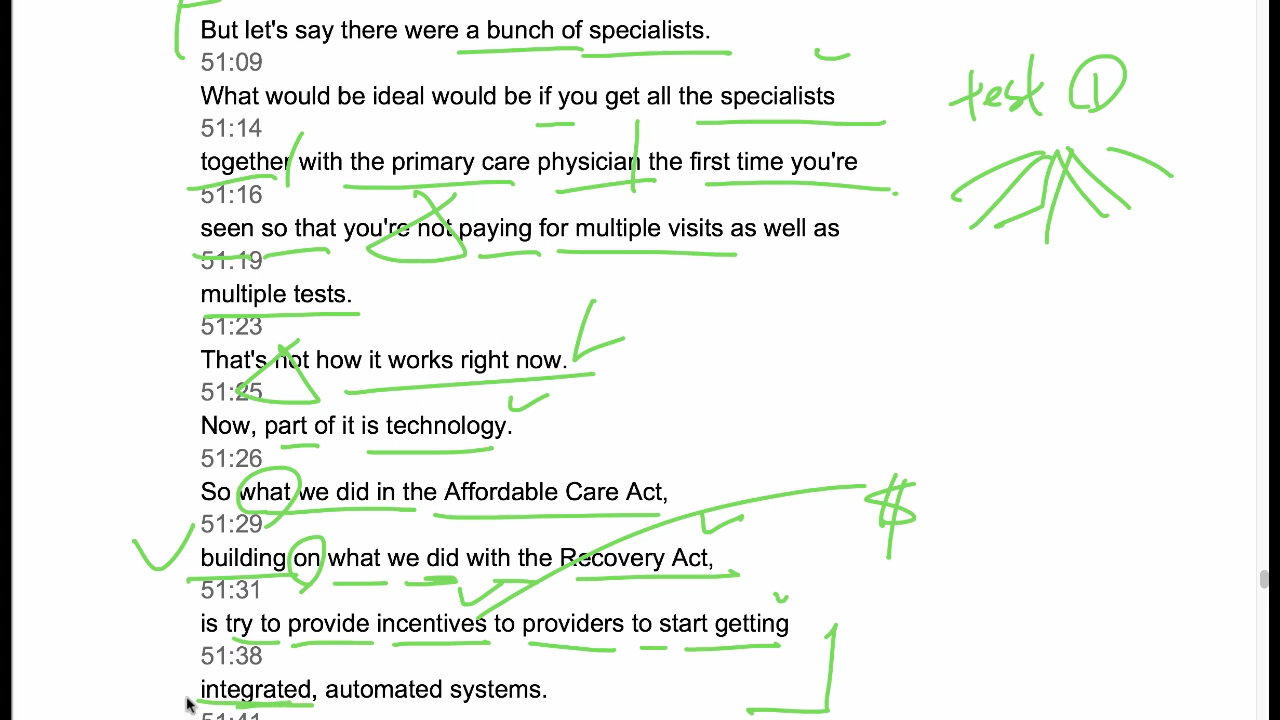 But let's say there were a bunch of specialists.
51:09
What would be ideal would be if you get all the specialists
51:14
together with the primary care physician the first time you're
51:16
seen so that you're not paying for multiple visits as well as
51:19
multiple tests.
51:23
That's not how it works right now.
51:25
Now, part of it is technology.
51:26
So what we did in the Affordable Care Act,
51:29
building on what we did with the Recovery Act,
51:31
is try to provide incentives to providers to start getting
51:38
integrated, automated systems.
51:41
test ①
$